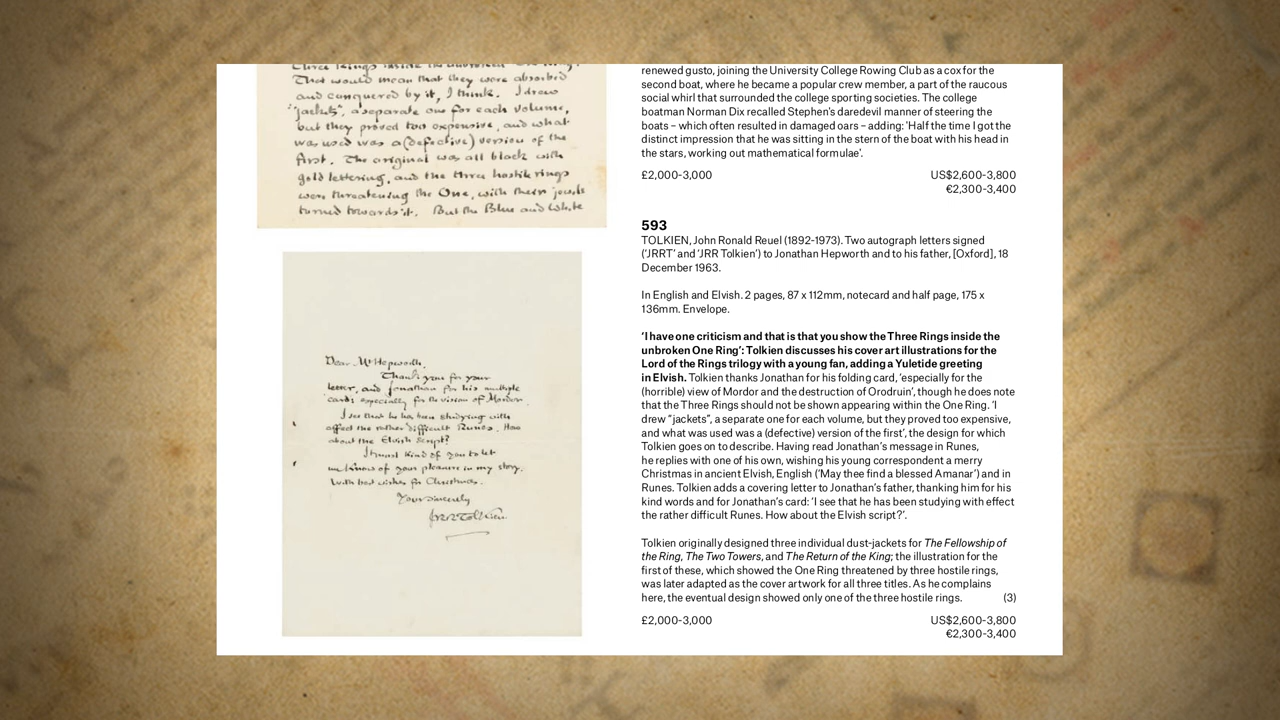 Three Rings inside the unbroken One Ring.
That would mean that they were absorbed
and conquered by it, I think. I drew
"jackets", a separate one for each volume,
but they proved too expensive, and what
was used was a (defective) version of the
first. The original was all black with
gold lettering, and the three hostile rings
were threatening the One, with their jewels
turned towards it. But the Blue and White
Dear Mr Hepworth,
Thank you for your
letter, and Jonathan for his multiple
card: especially for the vision of Mordor.
I see that he has been studying with
effect the rather difficult Runes. How
about the Elvish Script?
It was kind of you to let
me know of your pleasure in my story.
With best wishes for Christmas.
Yours sincerely
JRRTolkien.
renewed gusto, joining the University College Rowing Club as a cox for the
second boat, where he became a popular crew member, a part of the raucous
social whirl that surrounded the college sporting societies. The college
boatman Norman Dix recalled Stephen's daredevil manner of steering the
boats – which often resulted in damaged oars – adding: 'Half the time I got the
distinct impression that he was sitting in the stern of the boat with his head in
the stars, working out mathematical formulae'.
£2,000-3,000 US$2,600-3,800
€2,300-3,400
593
TOLKIEN, John Ronald Reuel (1892-1973). Two autograph letters signed
('JRRT' and 'JRR Tolkien') to Jonathan Hepworth and to his father, [Oxford], 18
December 1963.
In English and Elvish. 2 pages, 87 x 112mm, notecard and half page, 175 x
136mm. Envelope.
'I have one criticism and that is that you show the Three Rings inside the
unbroken One Ring': Tolkien discusses his cover art illustrations for the
Lord of the Rings trilogy with a young fan, adding a Yuletide greeting
in Elvish. Tolkien thanks Jonathan for his folding card, 'especially for the
(horrible) view of Mordor and the destruction of Orodruin', though he does note
that the Three Rings should not be shown appearing within the One Ring. 'I
drew "jackets", a separate one for each volume, but they proved too expensive,
and what was used was a (defective) version of the first', the design for which
Tolkien goes on to describe. Having read Jonathan's message in Runes,
he replies with one of his own, wishing his young correspondent a merry
Christmas in ancient Elvish, English ('May thee find a blessed Amanar') and in
Runes. Tolkien adds a covering letter to Jonathan's father, thanking him for his
kind words and for Jonathan's card: 'I see that he has been studying with effect
the rather difficult Runes. How about the Elvish script?'.
Tolkien originally designed three individual dust-jackets for The Fellowship of
the Ring, The Two Towers, and The Return of the King; the illustration for the
first of these, which showed the One Ring threatened by three hostile rings,
was later adapted as the cover artwork for all three titles. As he complains
here, the eventual design showed only one of the three hostile rings. (3)
£2,000-3,000 US$2,600-3,800
€2,300-3,400